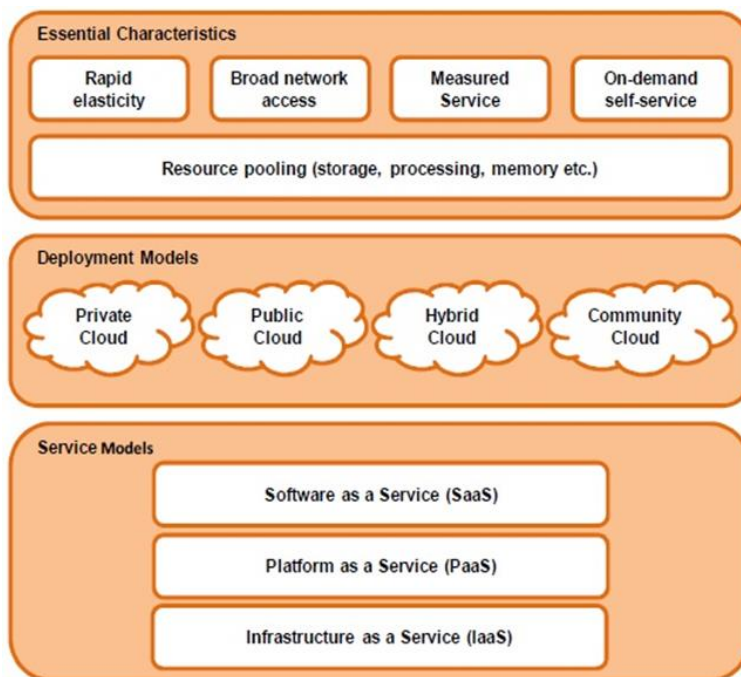 Essential Characteristics
Rapid
elasticity
Broad network
access
Measured
Service
On-demand
self-service
Resource pooling (storage, processing, memory etc.)
Deployment Models
Private
Cloud
Public
Cloud
Hybrid
Cloud
Community
Cloud
Service Models
Software as a Service (SaaS)
Platform as a Service (PaaS)
Infrastructure as a Service (IaaS)